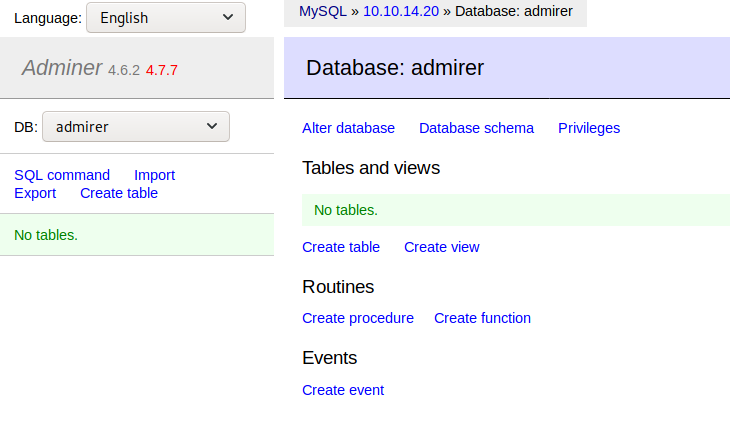 Language: English
Adminer 4.6.2 4.7.7
DB: admirer
SQL command Import
Export Create table
No tables.
MySQL » 10.10.14.20 » Database: admirer
Database: admirer
Alter database Database schema Privileges
Tables and views
No tables.
Create table Create view
Routines
Create procedure Create function
Events
Create event